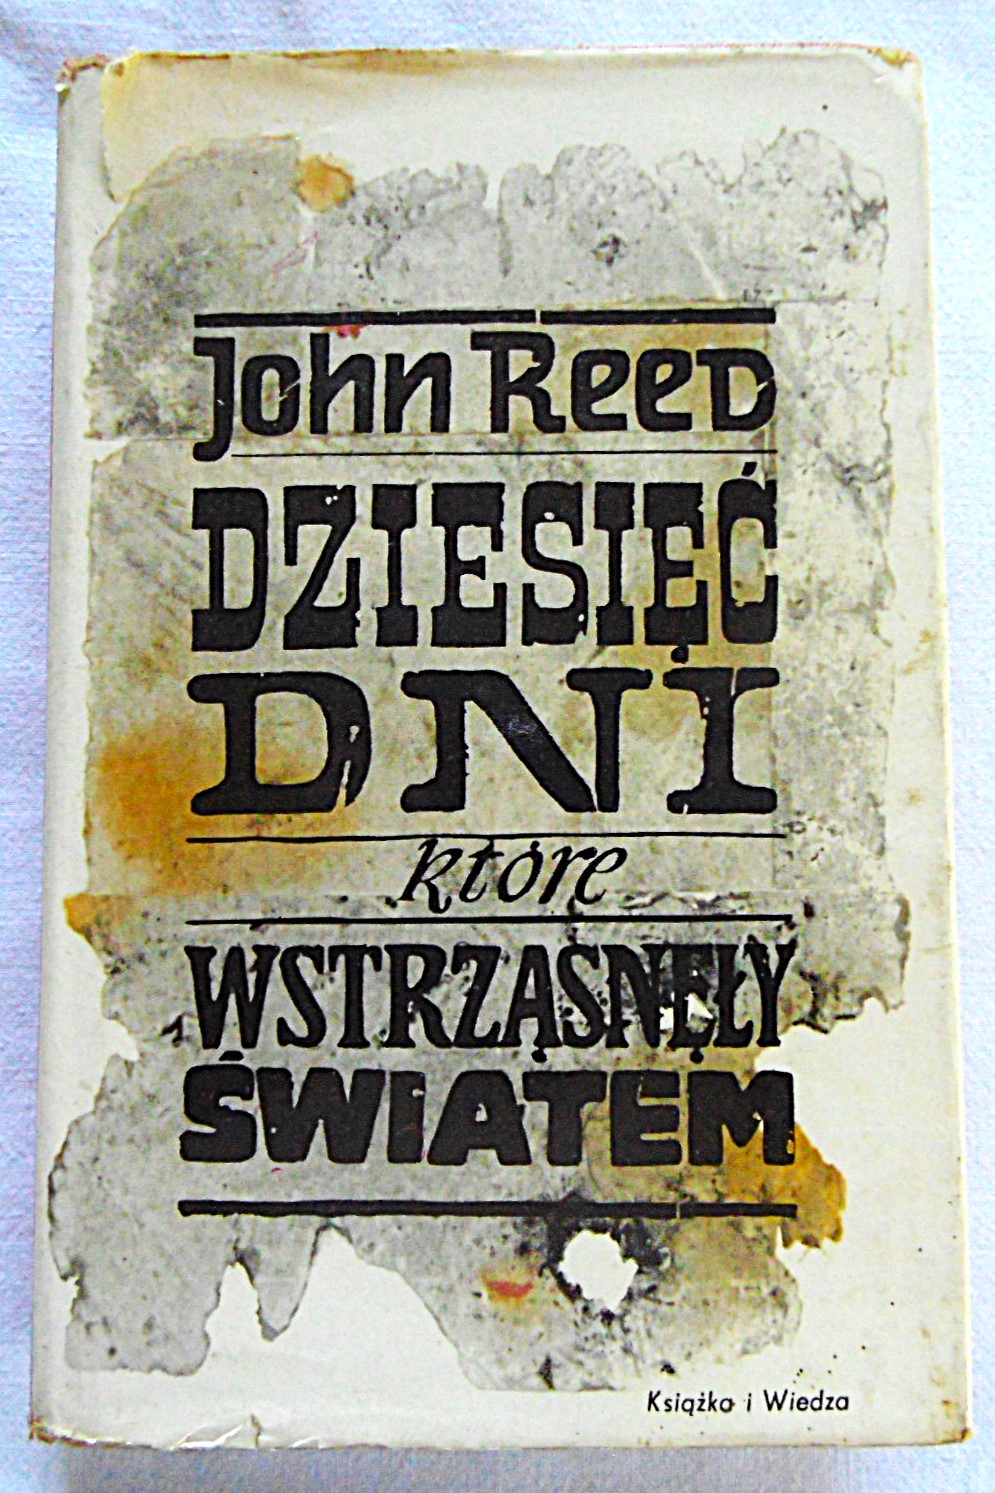 John Reed
DZIESIĘĆ
DNI
które
WSTRZĄSNĘŁY
ŚWIATEM
Książka i Wiedza